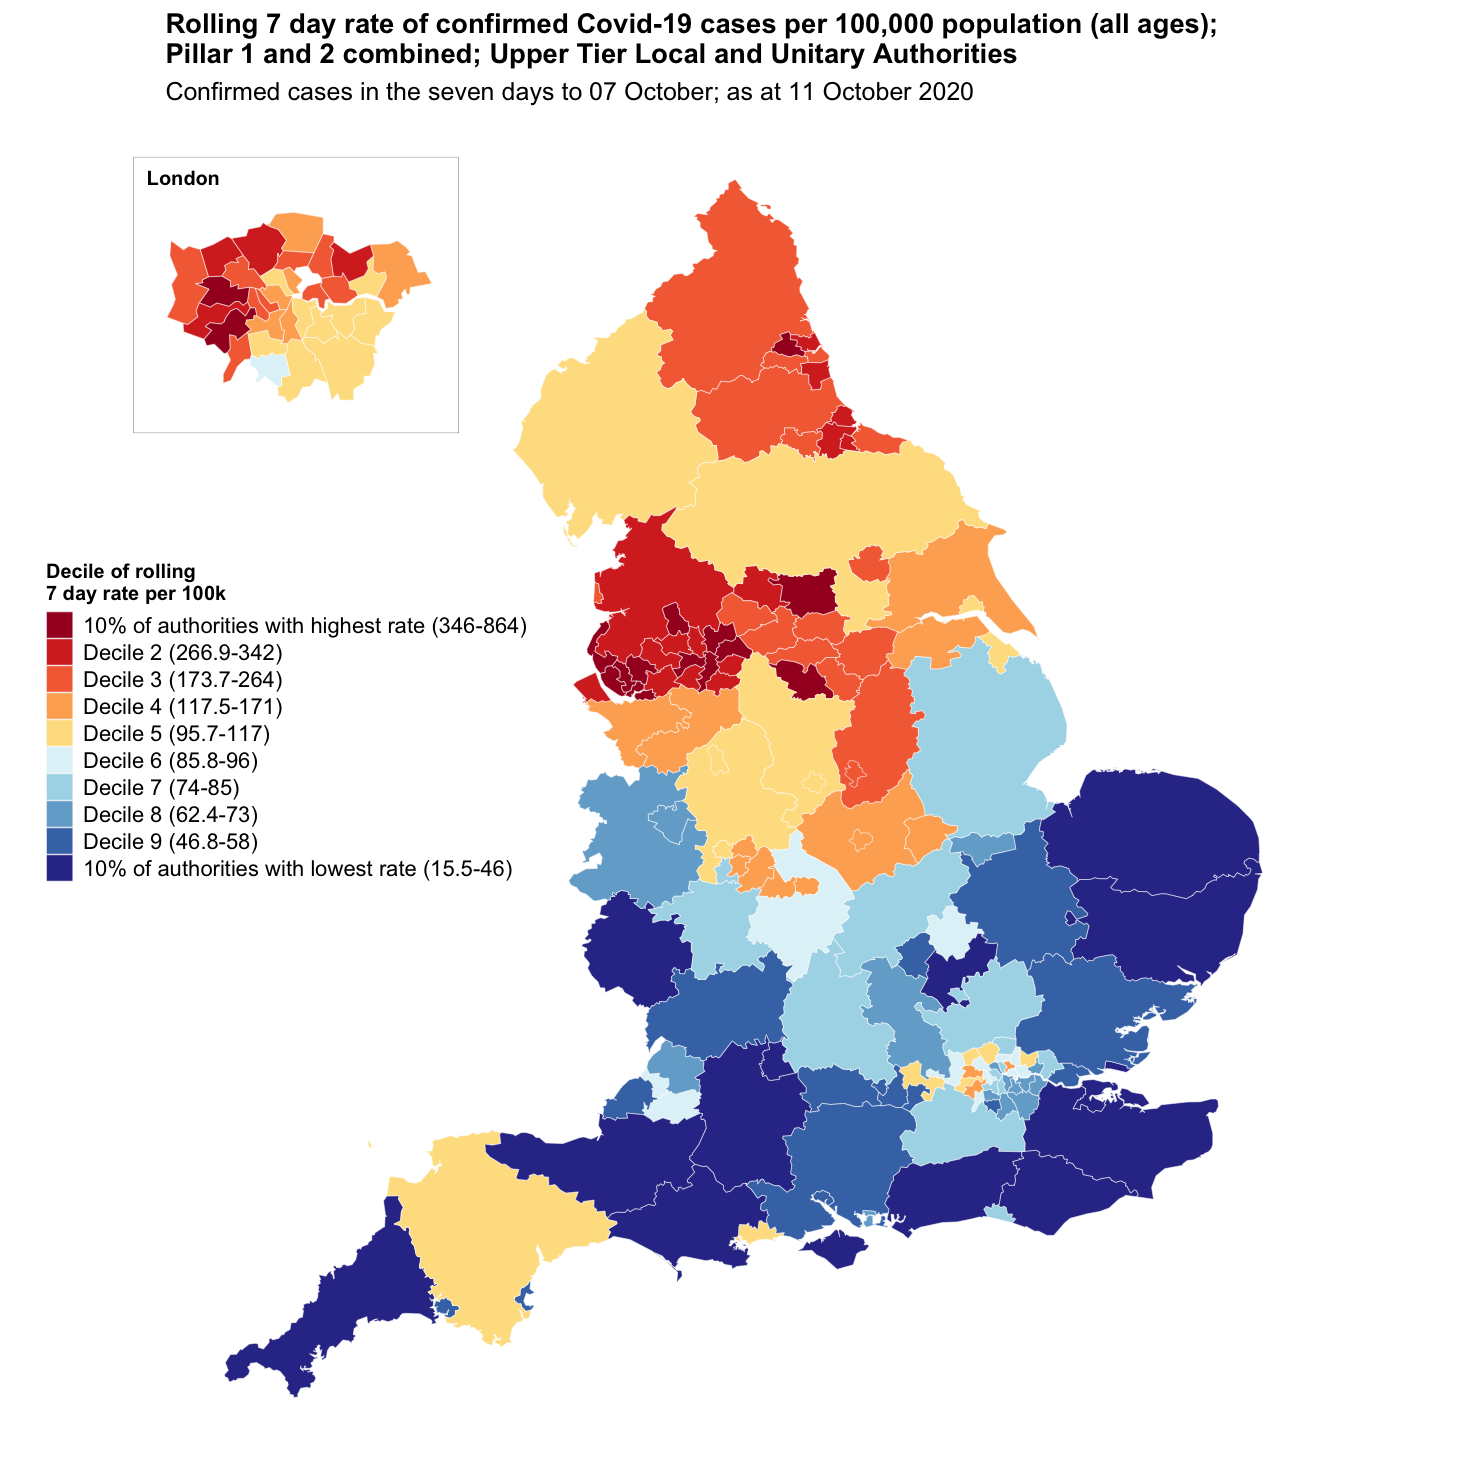 Rolling 7 day rate of confirmed Covid-19 cases per 100,000 population (all ages);
Pillar 1 and 2 combined; Upper Tier Local and Unitary Authorities
Confirmed cases in the seven days to 07 October; as at 11 October 2020
London
Decile of rolling
7 day rate per 100k
10% of authorities with highest rate (346-864)
Decile 2 (266.9-342)
Decile 3 (173.7-264)
Decile 4 (117.5-171)
Decile 5 (95.7-117)
Decile 6 (85.8-96)
Decile 7 (74-85)
Decile 8 (62.4-73)
Decile 9 (46.8-58)
10% of authorities with lowest rate (15.5-46)